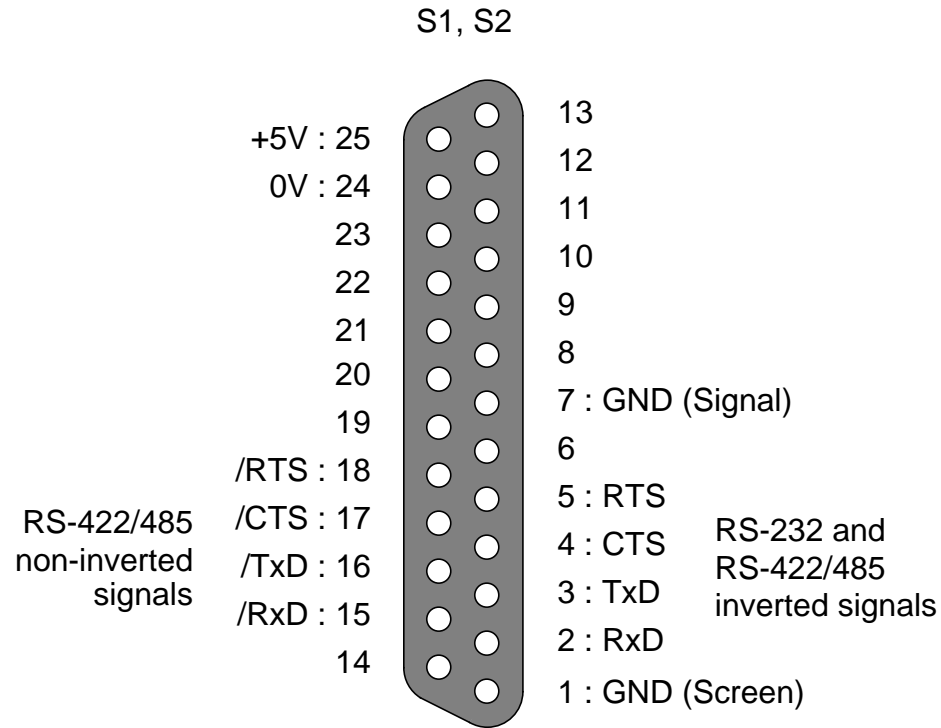 S1, S2
+5V : 25
0V : 24
23
22
21
20
19
/RTS : 18
/CTS : 17
/TxD : 16
/RxD : 15
14
RS-422/485
non-inverted
signals
13
12
11
10
9
8
7 : GND (Signal)
6
5 : RTS
4 : CTS
3 : TxD
2 : RxD
1 : GND (Screen)
RS-232 and
RS-422/485
inverted signals